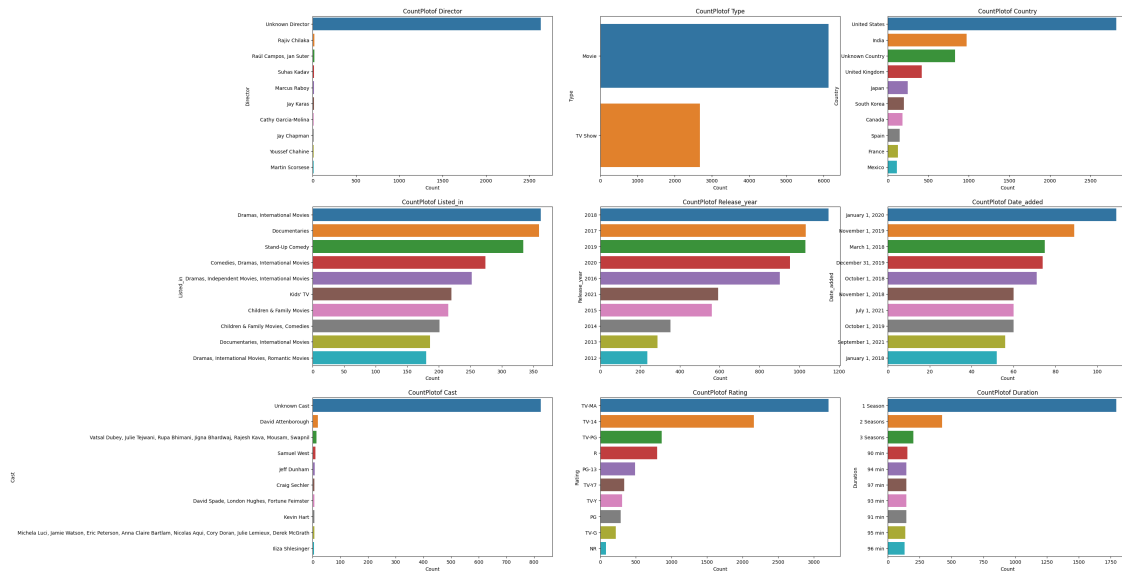 CountPlotof Director
Unknown Director
Rajiv Chilaka
Raúl Campos, Jan Suter
Suhas Kadav
Marcus Raboy
Jay Karas
Cathy Garcia-Molina
Jay Chapman
Youssef Chahine
Martin Scorsese
Director
0 500 1000 1500 2000 2500
Count
CountPlotof Type
Movie
TV Show
Type
0 1000 2000 3000 4000 5000 6000
Count
CountPlotof Country
United States
India
Unknown Country
United Kingdom
Japan
South Korea
Canada
Spain
France
Mexico
Country
0 500 1000 1500 2000 2500
Count
CountPlotof Listed_in
Dramas, International Movies
Documentaries
Stand-Up Comedy
Comedies, Dramas, International Movies
Dramas, Independent Movies, International Movies
Kids' TV
Children & Family Movies
Children & Family Movies, Comedies
Documentaries, International Movies
Dramas, International Movies, Romantic Movies
Listed_in
0 50 100 150 200 250 300 350
Count
CountPlotof Release_year
2018
2017
2019
2020
2016
2021
2015
2014
2013
2012
Release_year
0 200 400 600 800 1000 1200
Count
CountPlotof Date_added
January 1, 2020
November 1, 2019
March 1, 2018
December 31, 2019
October 1, 2018
November 1, 2018
July 1, 2021
October 1, 2019
September 1, 2021
January 1, 2018
Date_added
0 20 40 60 80 100
Count
CountPlotof Cast
Unknown Cast
David Attenborough
Vatsal Dubey, Julie Tejwani, Rupa Bhimani, Jigna Bhardwaj, Rajesh Kava, Mousam, Swapnil
Samuel West
Jeff Dunham
Craig Sechler
David Spade, London Hughes, Fortune Feimster
Kevin Hart
Michela Luci, Jamie Watson, Eric Peterson, Anna Claire Bartlam, Nicolas Aqui, Cory Doran, Julie Lemieux, Derek McGrath
Iliza Shlesinger
Cast
0 100 200 300 400 500 600 700 800
Count
CountPlotof Rating
TV-MA
TV-14
TV-PG
R
PG-13
TV-Y7
TV-Y
PG
TV-G
NR
Rating
0 500 1000 1500 2000 2500 3000
Count
CountPlotof Duration
1 Season
2 Seasons
3 Seasons
90 min
94 min
97 min
93 min
91 min
95 min
96 min
Duration
0 250 500 750 1000 1250 1500 1750
Count